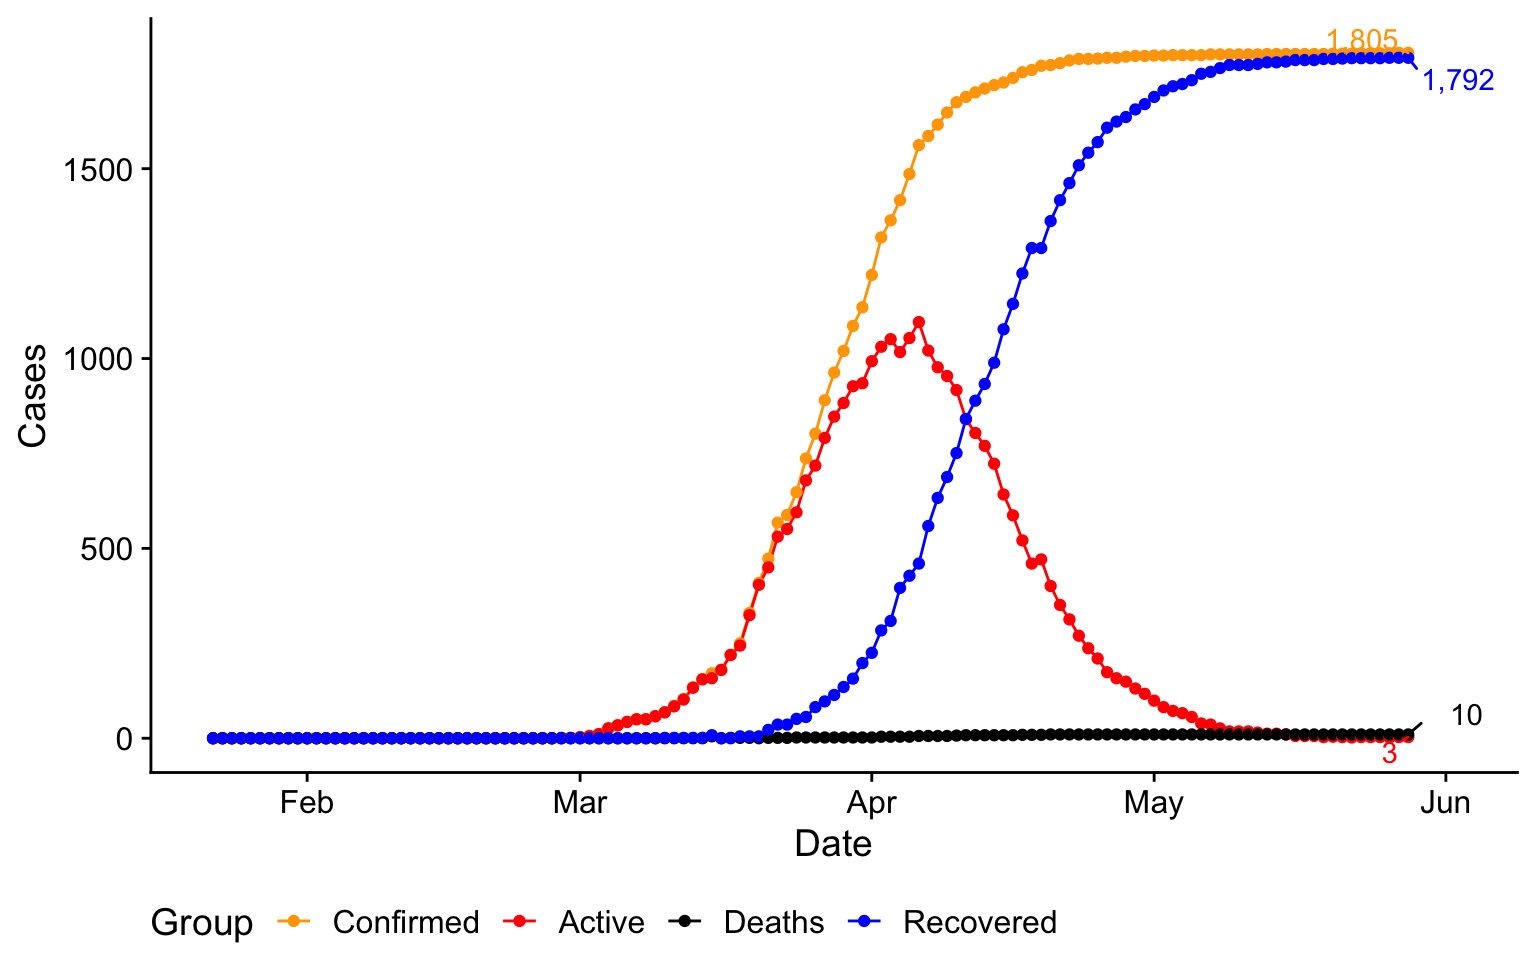 1,805
1,792
1500
1000
500
0
10
3
Cases
Feb Mar Apr May Jun
Date
Group Confirmed Active Deaths Recovered